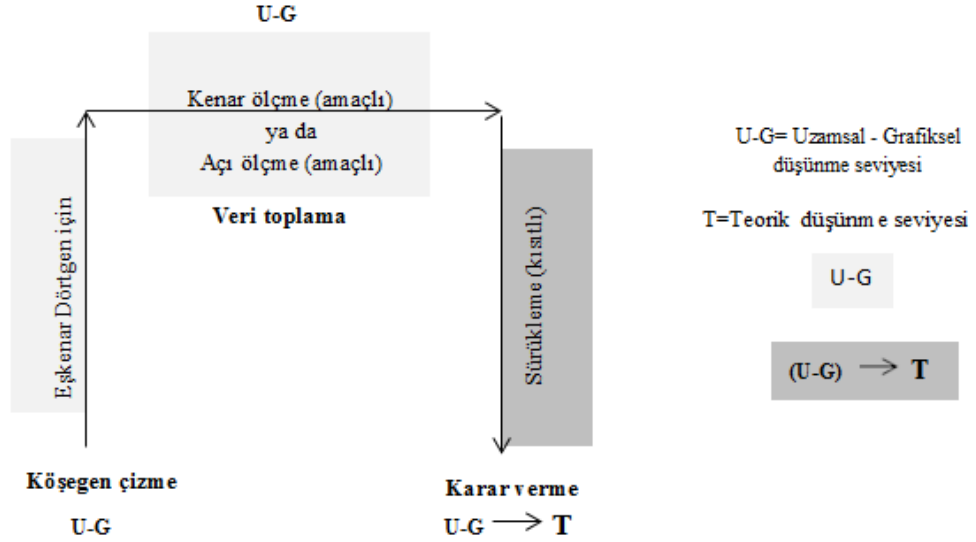 U-G
Kenar ölçme (amaçlı)
ya da
Açı ölçme (amaçlı)
Veri toplama
Eşkenar Dörtgen için
Sürükleme (kısıtlı)
Köşegen çizme
U-G
Karar verme
U-G → T
U-G= Uzamsal - Grafiksel
düşünme seviyesi
T=Teorik düşünme seviyesi
U-G
(U-G) → T